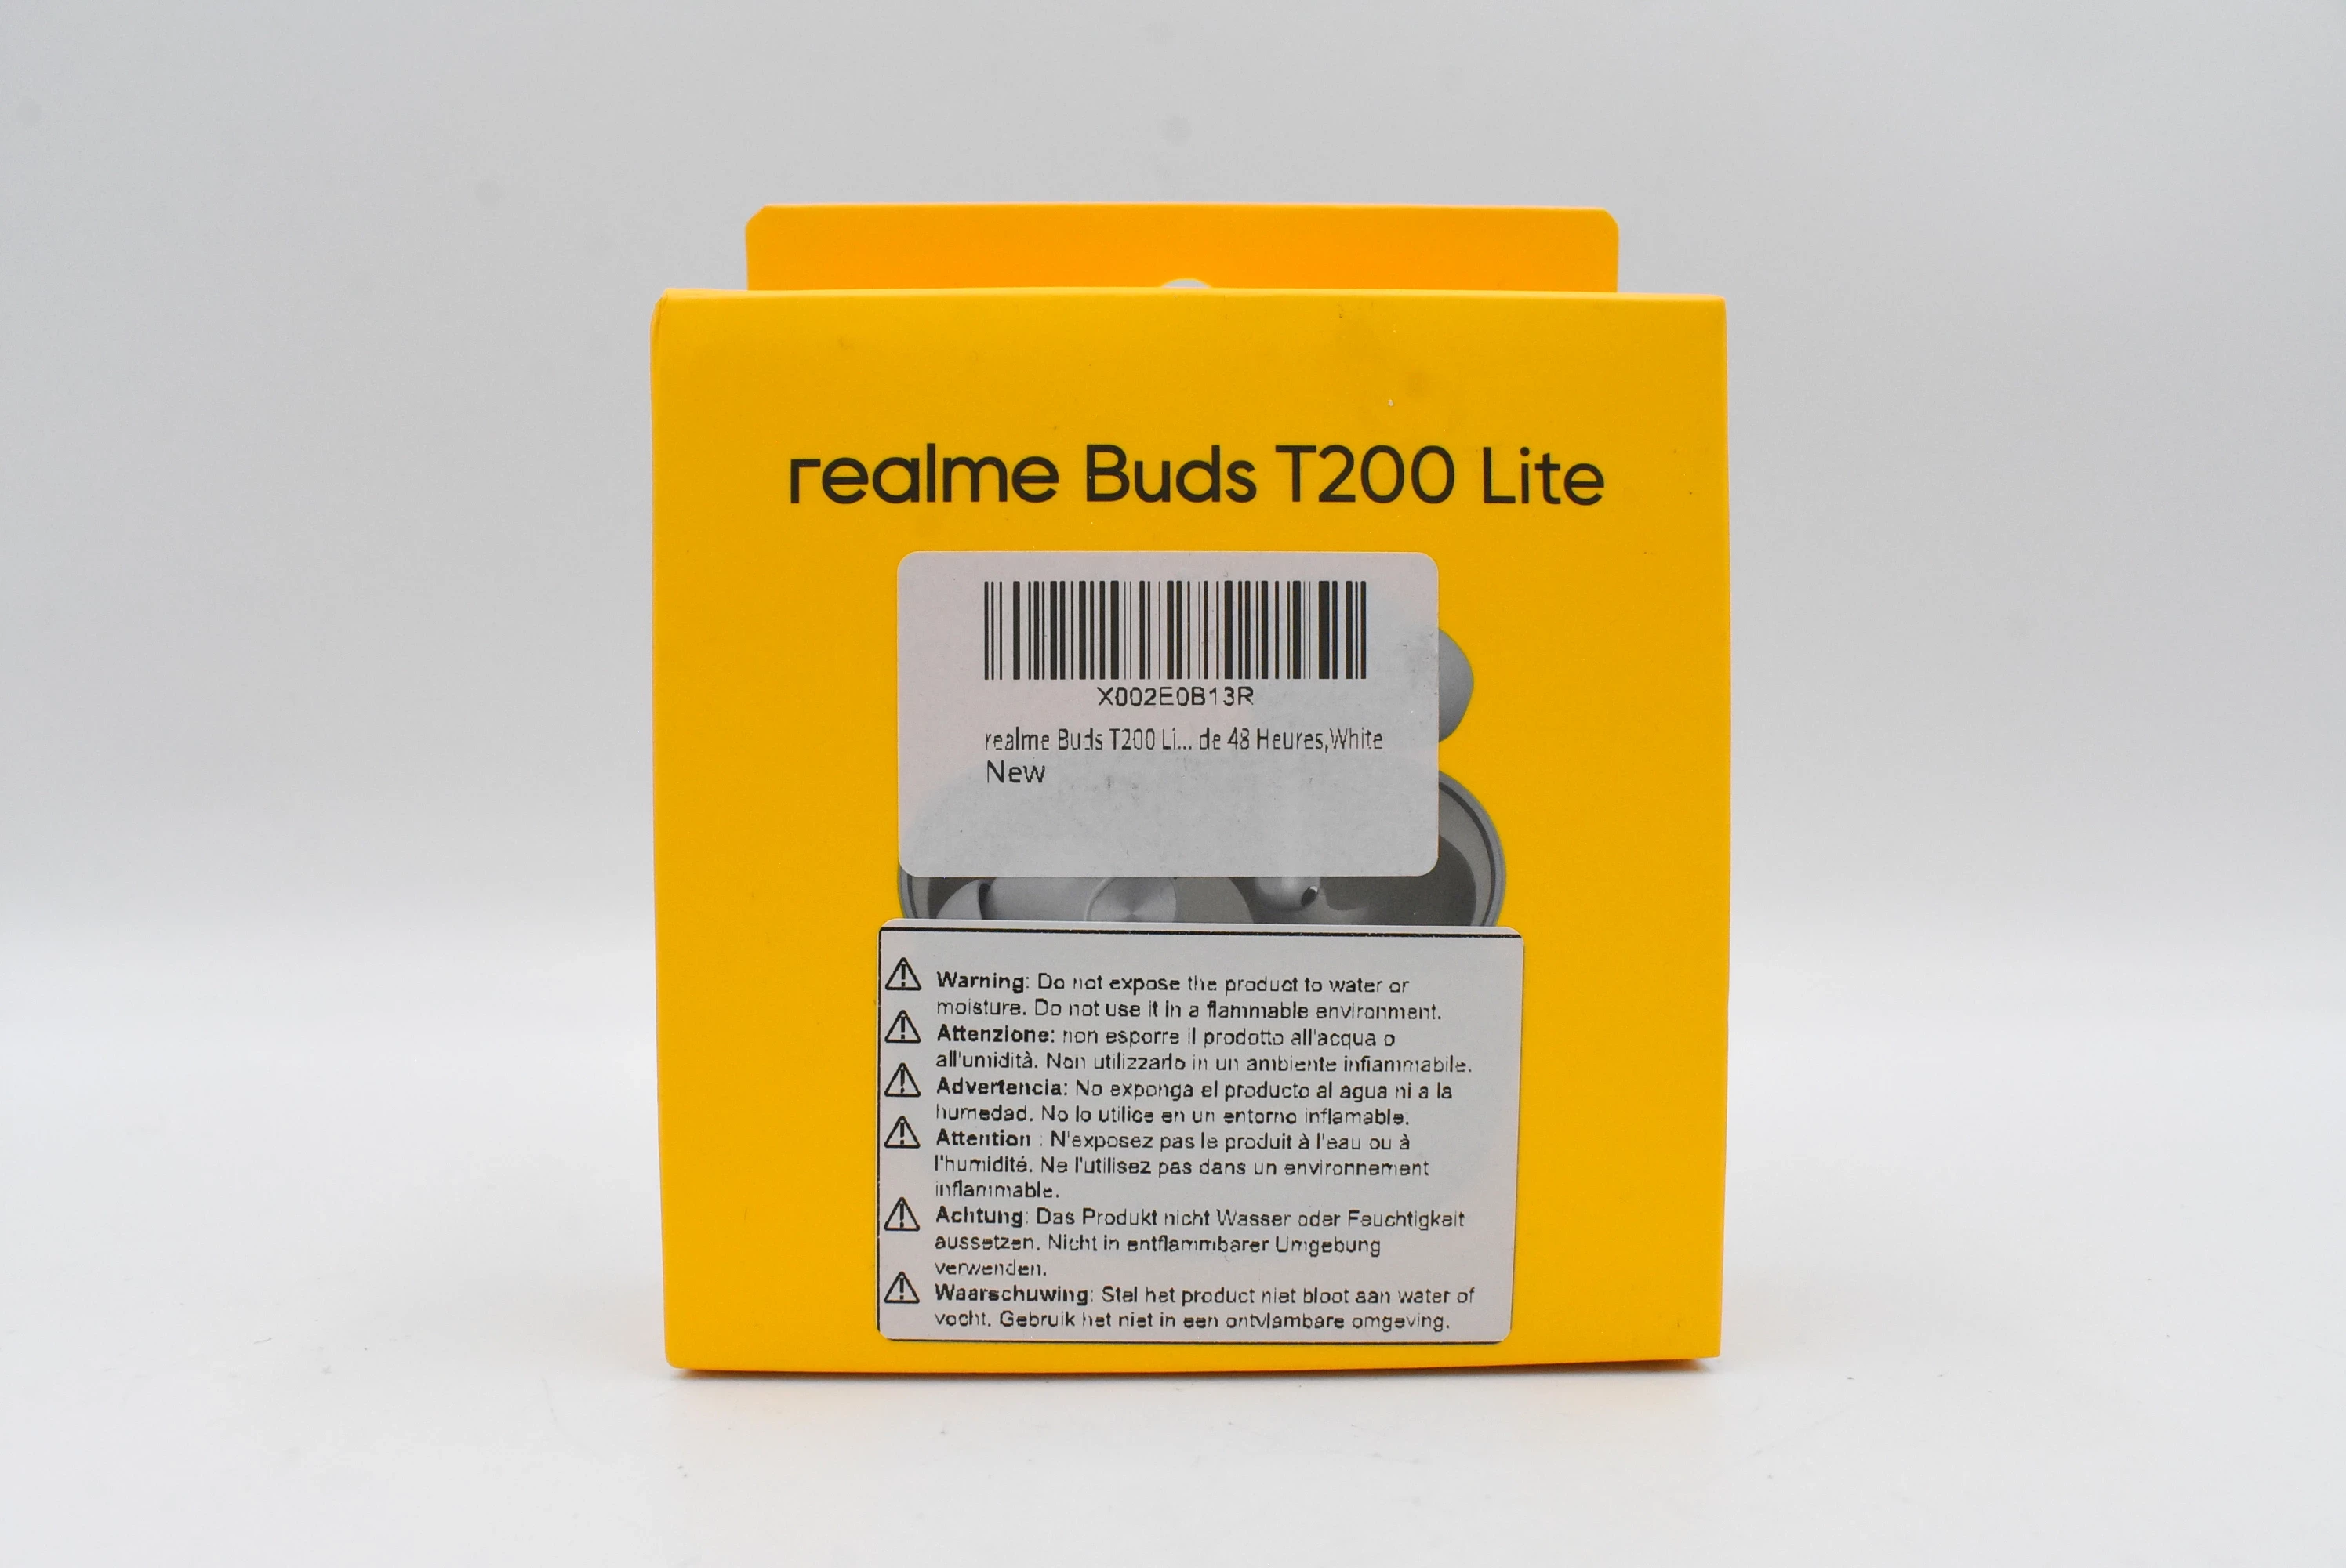 realme Buds T200 Lite
X002E0B13R
realme Buds T200 Li... de 48 Heures,White
New
Warning: Do not expose the product to water or
moisture. Do not use it in a flammable environment.
Attenzione: non esporre il prodotto all'acqua o
all'umidità. Non utilizzarlo in un ambiente infiammabile.
Advertencia: No exponga el producto al agua ni a la
humedad. No lo utilice en un entorno inflamable.
Attention : N'exposez pas le produit à l'eau ou à
l'humidité. Ne l'utilisez pas dans un environnement
inflammable.
Achtung: Das Produkt nicht Wasser oder Feuchtigkeit
aussetzen. Nicht in entflammbarer Umgebung
verwenden.
Waarschuwing: Stel het product niet bloot aan water of
vocht. Gebruik het niet in een ontvlambare omgeving.